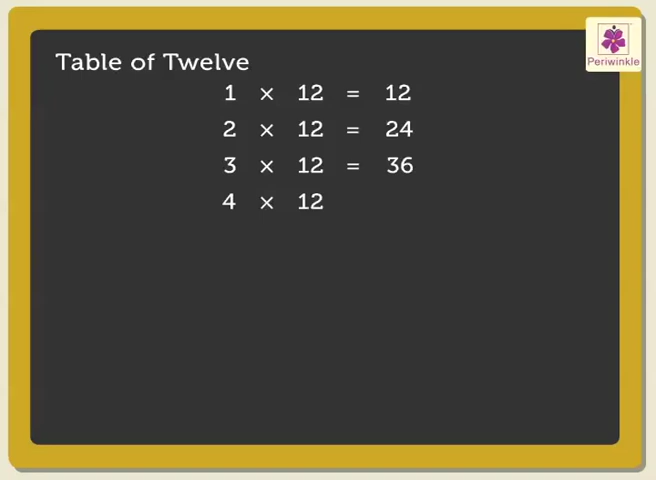 Periwinkle
Table of Twelve
1 × 12 = 12
2 × 12 = 24
3 × 12 = 36
4 × 12